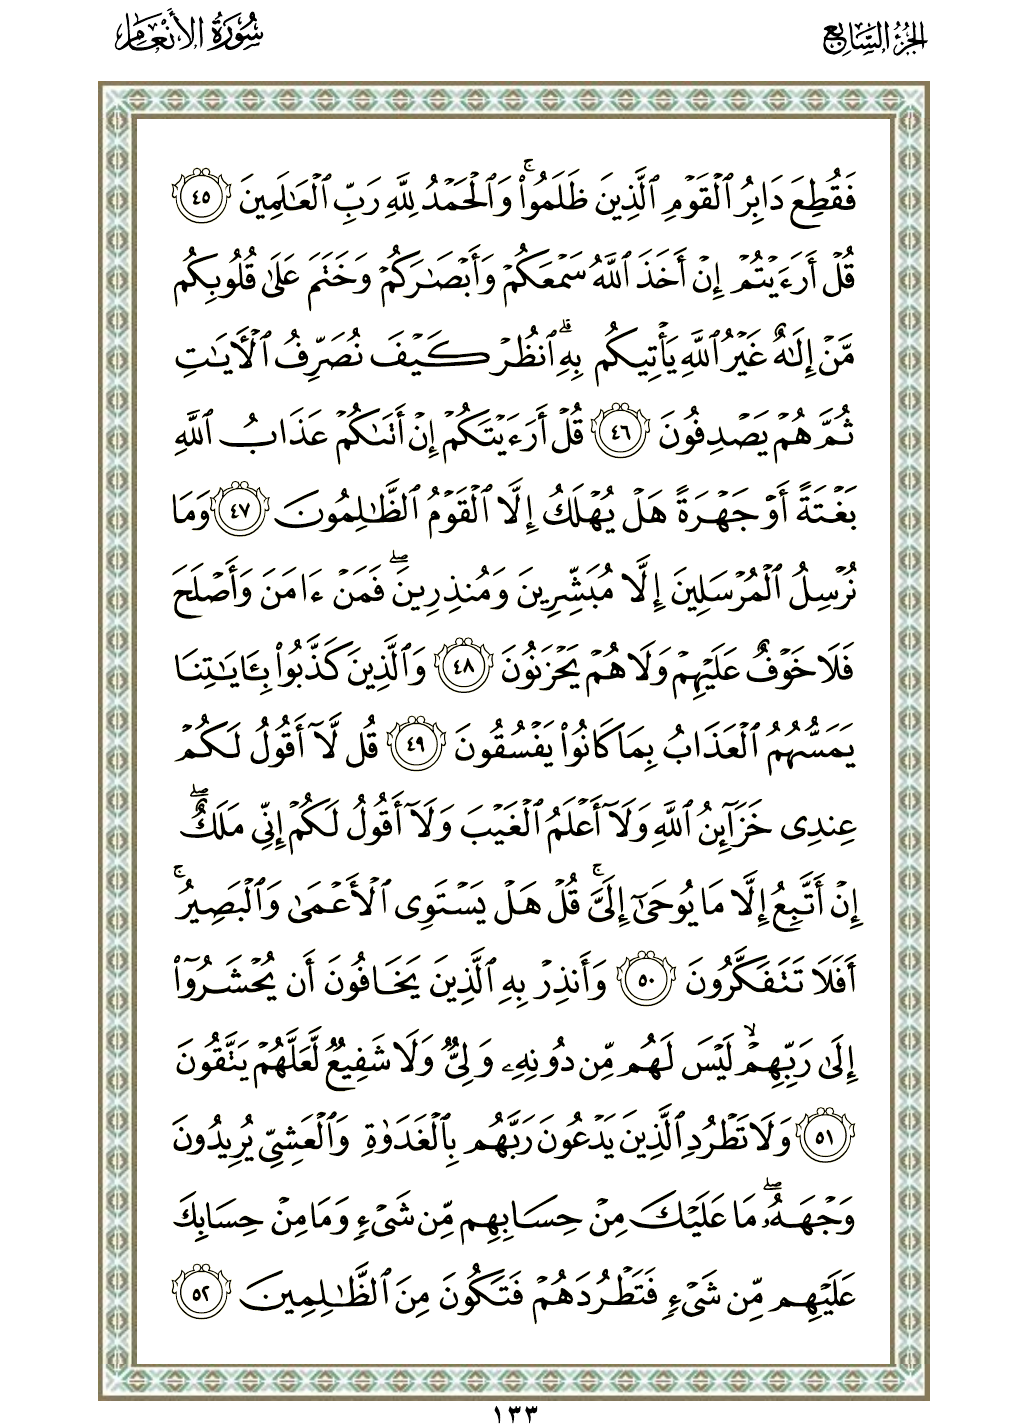 الجزء السابع
سورة الأنعام
فَقُطِعَ دَابِرُ ٱلۡقَوۡمِ ٱلَّذِينَ ظَلَمُواْۚ وَٱلۡحَمۡدُ لِلَّهِ رَبِّ ٱلۡعَٰلَمِينَ ٤٥
قُلۡ أَرَءَيۡتُمۡ إِنۡ أَخَذَ ٱللَّهُ سَمۡعَكُمۡ وَأَبۡصَٰرَكُمۡ وَخَتَمَ عَلَىٰ قُلُوبِكُم
مَّنۡ إِلَٰهٌ غَيۡرُ ٱللَّهِ يَأۡتِيكُم بِهِۗ ٱنظُرۡ كَيۡفَ نُصَرِّفُ ٱلۡأٓيَٰتِ
ثُمَّ هُمۡ يَصۡدِفُونَ ٤٦ قُلۡ أَرَءَيۡتَكُمۡ إِنۡ أَتَىٰكُمۡ عَذَابُ ٱللَّهِ
بَغۡتَةً أَوۡ جَهۡرَةً هَلۡ يُهۡلَكُ إِلَّا ٱلۡقَوۡمُ ٱلظَّٰلِمُونَ ٤٧ وَمَا
نُرۡسِلُ ٱلۡمُرۡسَلِينَ إِلَّا مُبَشِّرِينَ وَمُنذِرِينَۖ فَمَنۡ ءَامَنَ وَأَصۡلَحَ
فَلَا خَوۡفٌ عَلَيۡهِمۡ وَلَا هُمۡ يَحۡزَنُونَ ٤٨ وَٱلَّذِينَ كَذَّبُواْ بِـَٔايَٰتِنَا
يَمَسُّهُمُ ٱلۡعَذَابُ بِمَا كَانُواْ يَفۡسُقُونَ ٤٩ قُل لَّآ أَقُولُ لَكُمۡ
عِندِي خَزَآئِنُ ٱللَّهِ وَلَآ أَعۡلَمُ ٱلۡغَيۡبَ وَلَآ أَقُولُ لَكُمۡ إِنِّي مَلَكٌۖ
إِنۡ أَتَّبِعُ إِلَّا مَا يُوحَىٰٓ إِلَيَّۚ قُلۡ هَلۡ يَسۡتَوِي ٱلۡأَعۡمَىٰ وَٱلۡبَصِيرُۚ
أَفَلَا تَتَفَكَّرُونَ ٥٠ وَأَنذِرۡ بِهِ ٱلَّذِينَ يَخَافُونَ أَن يُحۡشَرُوٓاْ
إِلَىٰ رَبِّهِمۡۙ لَيۡسَ لَهُم مِّن دُونِهِۦ وَلِيّٞ وَلَا شَفِيعٞ لَّعَلَّهُمۡ يَتَّقُونَ
٥١ وَلَا تَطۡرُدِ ٱلَّذِينَ يَدۡعُونَ رَبَّهُم بِٱلۡغَدَوٰةِ وَٱلۡعَشِيِّ يُرِيدُونَ
وَجۡهَهُۥۖ مَا عَلَيۡكَ مِنۡ حِسَابِهِم مِّن شَيۡءٖ وَمَا مِنۡ حِسَابِكَ
عَلَيۡهِم مِّن شَيۡءٖ فَتَطۡرُدَهُمۡ فَتَكُونَ مِنَ ٱلظَّٰلِمِينَ ٥٢
١٣٣